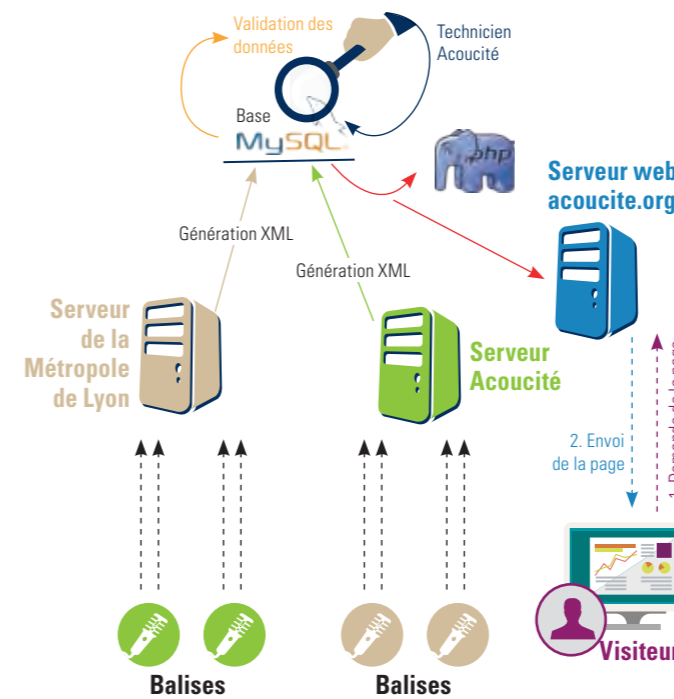 Validation des
données
Technicien
Acoucité
Base
MySQL
php
Serveur web
acoucite.org
Génération XML
Génération XML
Serveur
de la
Métropole
de Lyon
Serveur
Acoucité
2. Envoi
de la page
1. Demande de la page
Visiteur
Balises
Balises